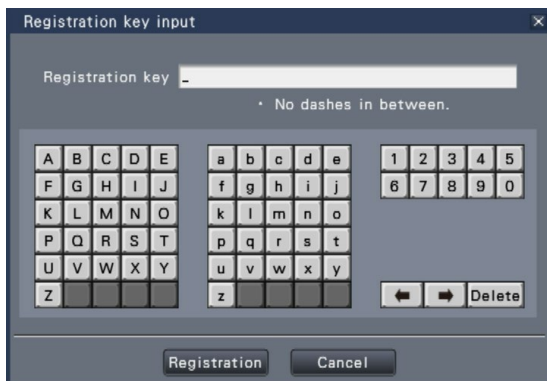 Registration key input ×
Registration key _
・ No dashes in between.
A B C D E a b c d e 1 2 3 4 5
F G H I J f g h i j 6 7 8 9 0
K L M N O k l m n o
P Q R S T p q r s t
U V W X Y u v w x y
Z z ← → Delete
Registration Cancel